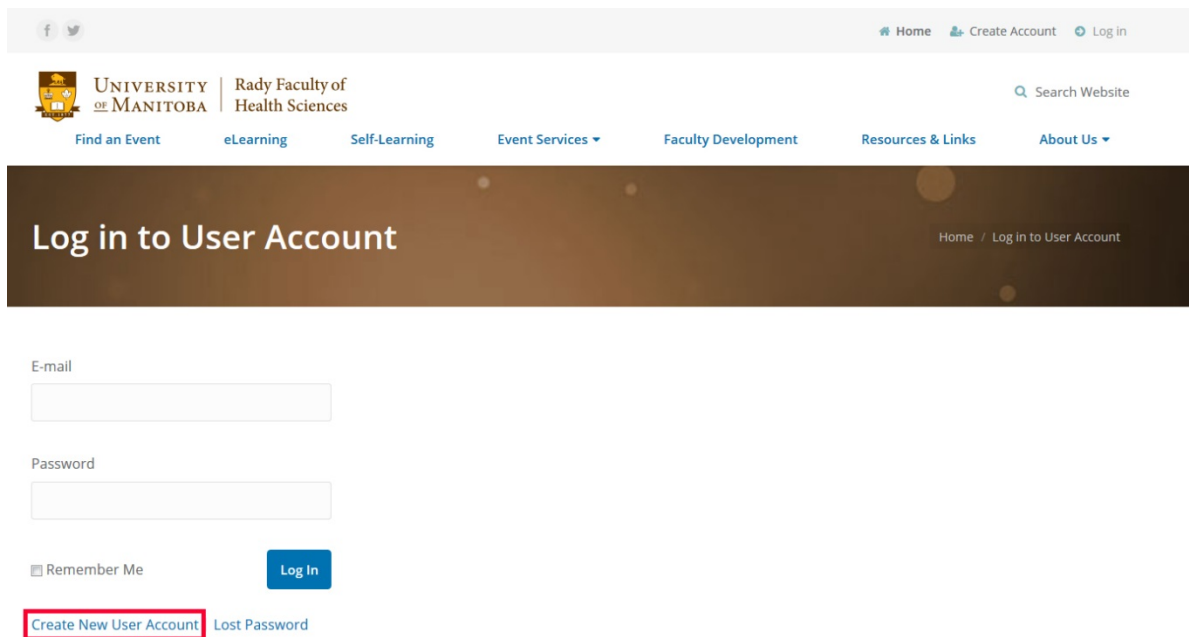 Home Create Account Log in
UNIVERSITY OF MANITOBA
Rady Faculty of
Health Sciences
Search Website
Find an Event eLearning Self-Learning Event Services Faculty Development Resources & Links About Us
Log in to User Account
Home / Log in to User Account
E-mail
Password
Remember Me Log In
Create New User Account Lost Password